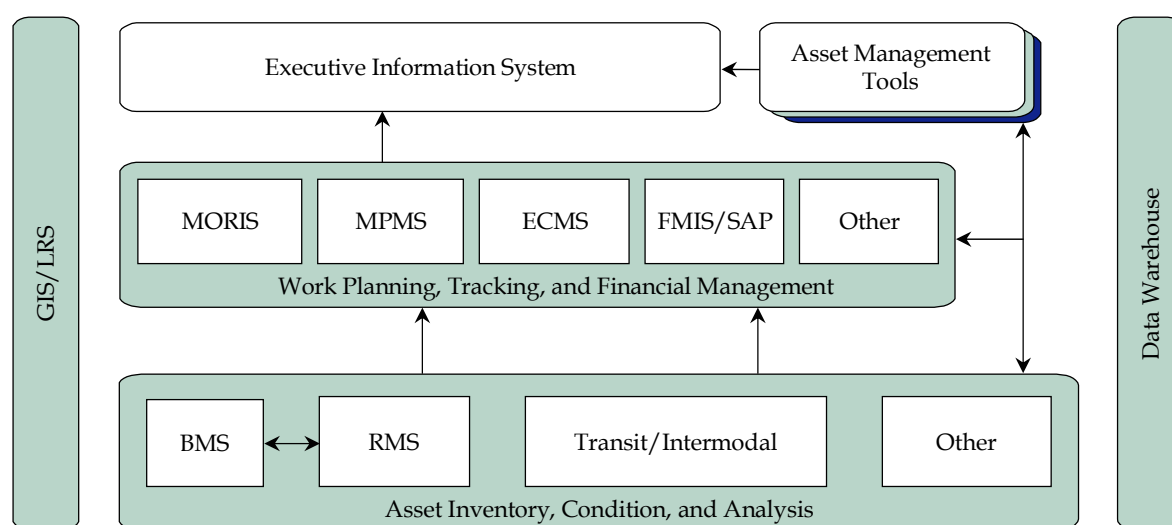 GIS/LRS
Executive Information System
Asset Management
Tools
MORIS
MPMS
ECMS
FMIS/SAP
Other
Work Planning, Tracking, and Financial Management
BMS
RMS
Transit/Intermodal
Other
Asset Inventory, Condition, and Analysis
Data Warehouse